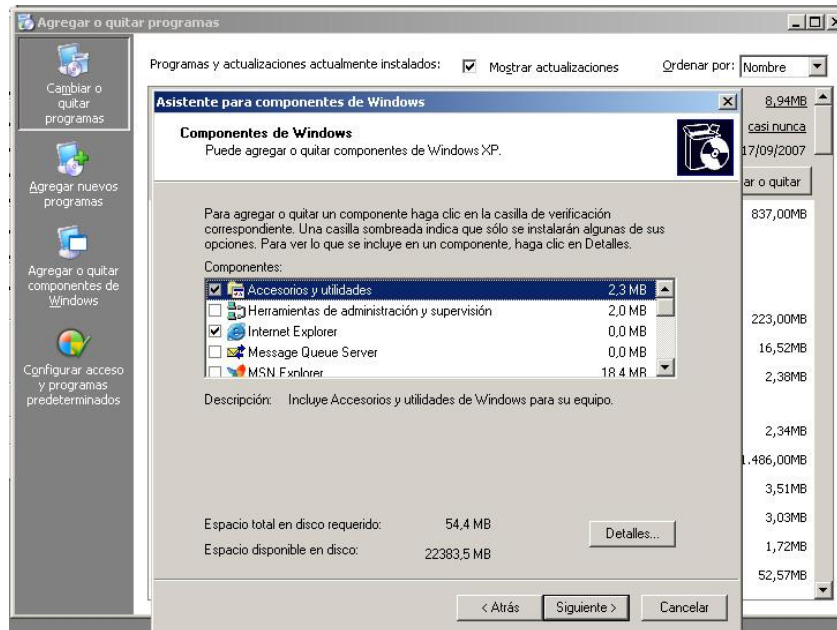 Agregar o quitar programas
Cambiar o
quitar
programas
Agregar nuevos
programas
Agregar o quitar
componentes de
Windows
Configurar acceso
y programas
predeterminados
Programas y actualizaciones actualmente instalados:
Mostrar actualizaciones
Ordenar por:
Nombre
Asistente para componentes de Windows
Componentes de Windows
Puede agregar o quitar componentes de Windows XP.
Para agregar o quitar un componente haga clic en la casilla de verificación
correspondiente. Una casilla sombreada indica que sólo se instalarán algunas de sus
opciones. Para ver lo que se incluye en un componente, haga clic en Detalles.
Componentes:
Accesorios y utilidades 2,3 MB
Herramientas de administración y supervisión 2,0 MB
Internet Explorer 0,0 MB
Message Queue Server 0,0 MB
MSN Explorer 18,4 MB
Descripción: Incluye Accesorios y utilidades de Windows para su equipo.
Espacio total en disco requerido: 54,4 MB
Espacio disponible en disco: 22383,5 MB
Detalles...
< Atrás
Siguiente >
Cancelar
8,94MB
casi nunca
17/09/2007
ar o quitar
837,00MB
223,00MB
16,52MB
2,38MB
2,34MB
1.486,00MB
3,51MB
3,03MB
1,72MB
52,57MB